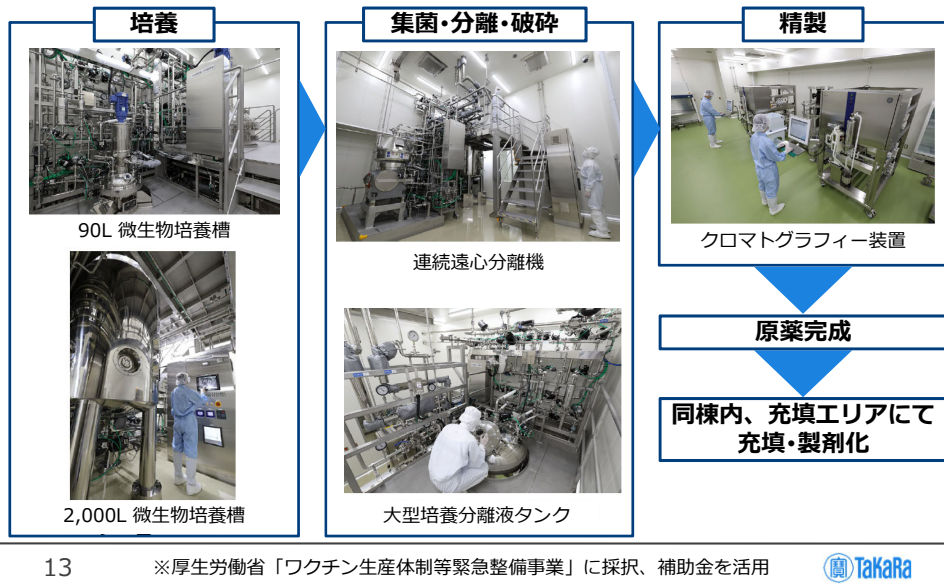 培養
90L 微生物培養槽
2,000L 微生物培養槽
集菌・分離・破砕
連続遠心分離機
大型培養分離液タンク
精製
クロマトグラフィー装置
原薬完成
同棟内、充填エリアにて
充填・製剤化
13
※厚生労働省「ワクチン生産体制等緊急整備事業」に採択、補助金を活用
寶 TaKaRa